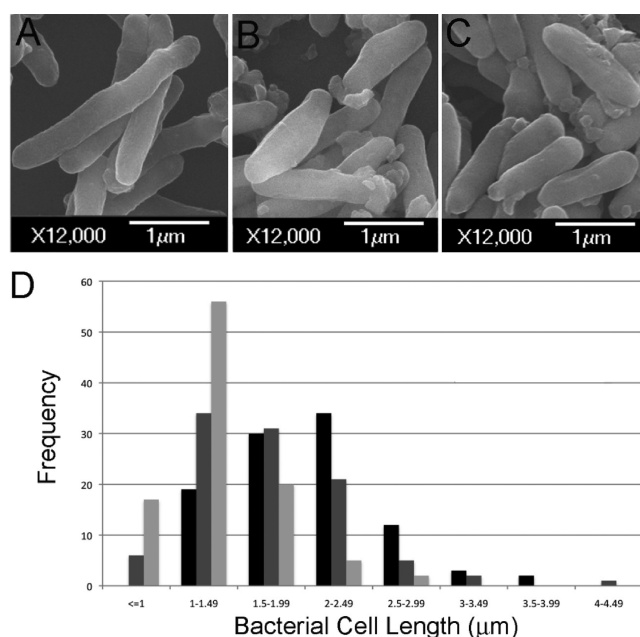 A
B
C
X12,000 1μm
X12,000 1μm
X12,000 1μm
D
60
50
40
30
20
10
0
Frequency
<=1 1-1.49 1.5-1.99 2-2.49 2.5-2.99 3-3.49 3.5-3.99 4-4.49
Bacterial Cell Length (μm)